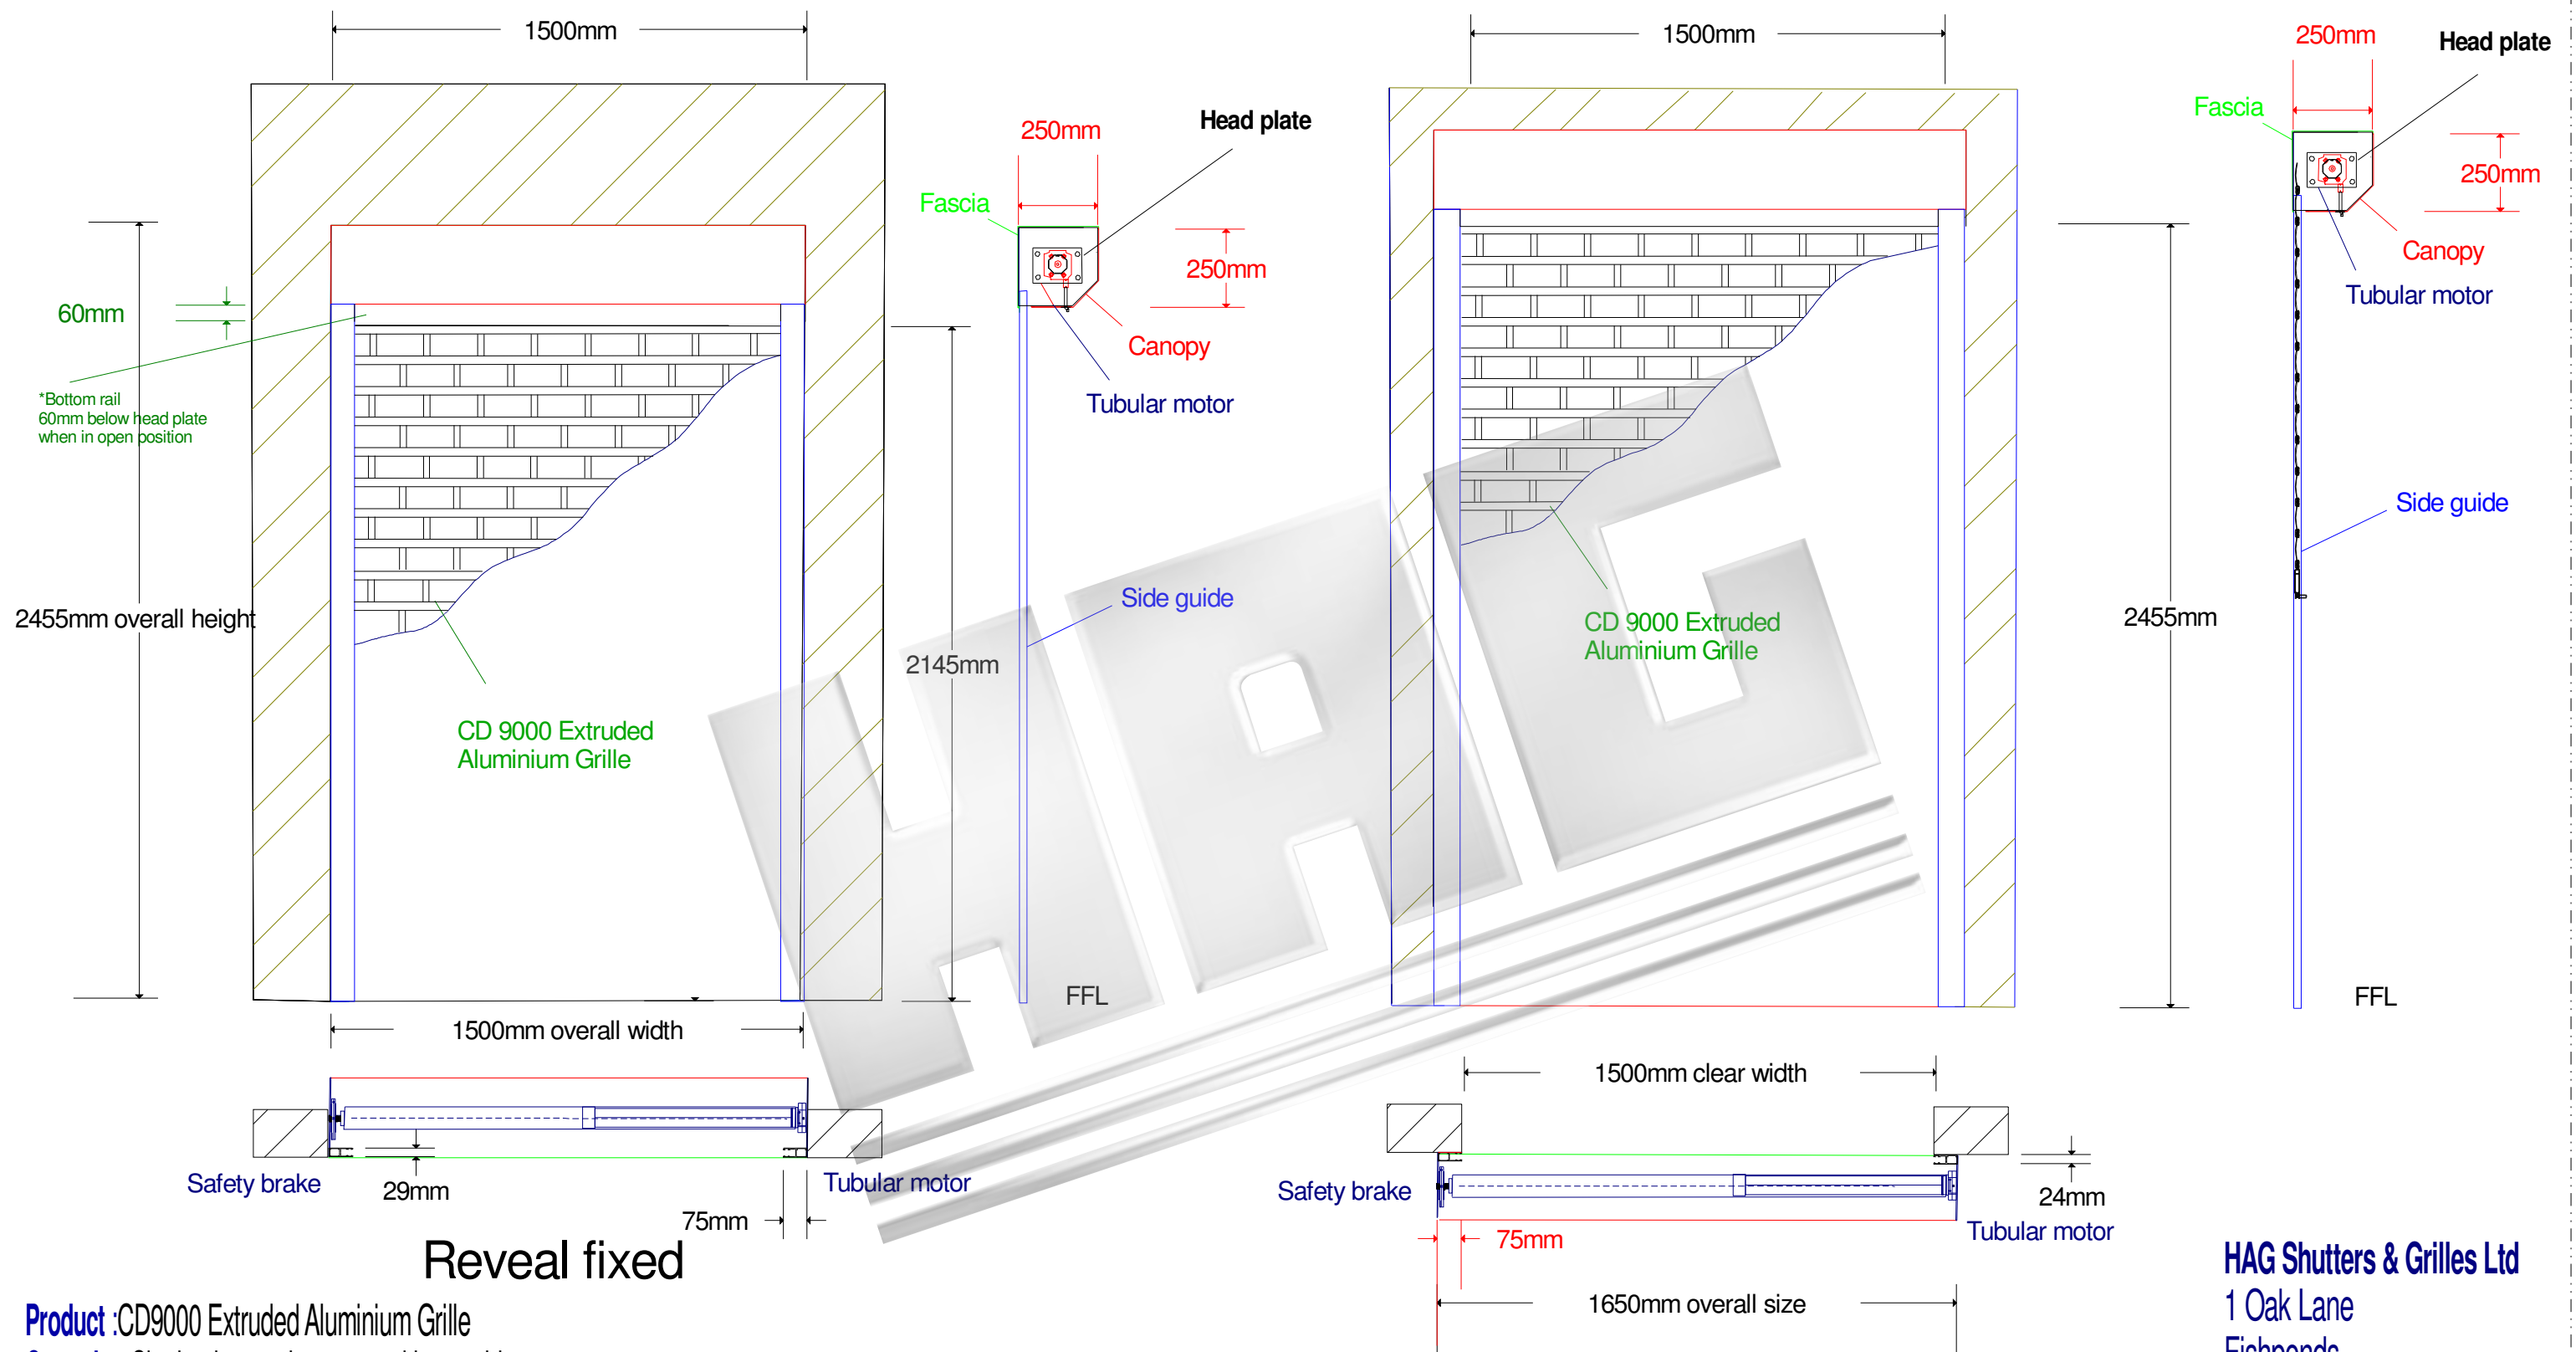 1500mm
1500mm
250mm
Head plate
Fascia
250mm
Canopy
Tubular motor
250mm
Head plate
Fascia
250mm
Canopy
Tubular motor
60mm
*Bottom rail
60mm below head plate
when in open position
2455mm overall height
CD 9000 Extruded
Aluminium Grille
2145mm
Side guide
FFL
CD 9000 Extruded
Aluminium Grille
2455mm
Side guide
FFL
HAG
1500mm overall width
1500mm clear width
Safety brake
29mm
75mm
Tubular motor
Safety brake
75mm
24mm
Tubular motor
Reveal fixed
1650mm overall size
Product :CD9000 Extruded Aluminium Grille
HAG Shutters & Grilles Ltd
1 Oak Lane
Fishponds